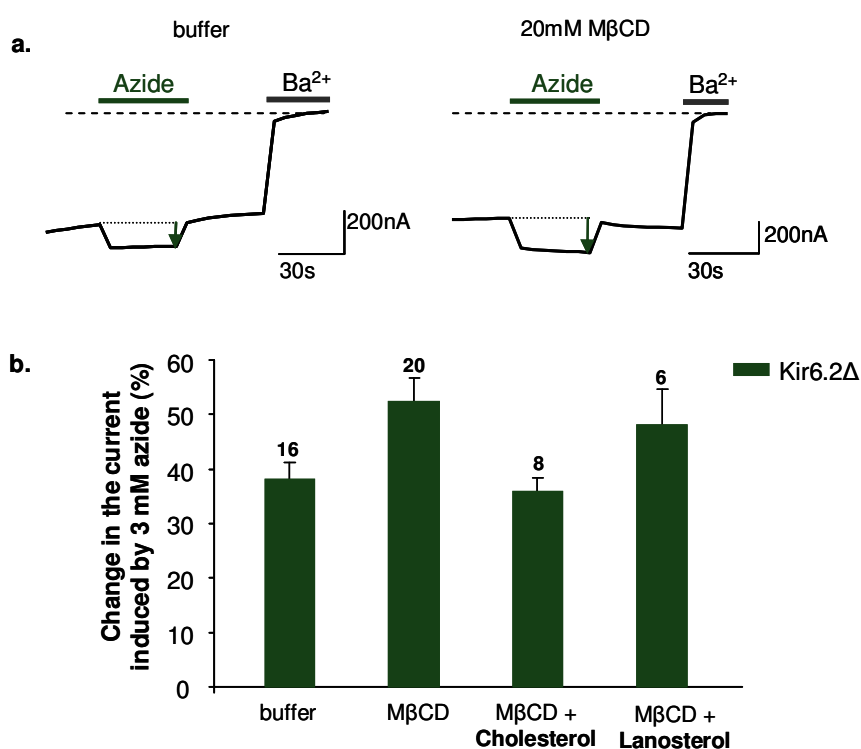 a.
buffer
20mM MβCD
Azide
Ba²⁺
Azide
Ba²⁺
200nA
30s
200nA
30s
b.
Change in the current
induced by 3 mM azide (%)
60
50
40
30
20
10
0
16
20
8
6
Kir6.2Δ
buffer
MβCD
MβCD +
Cholesterol
MβCD +
Lanosterol